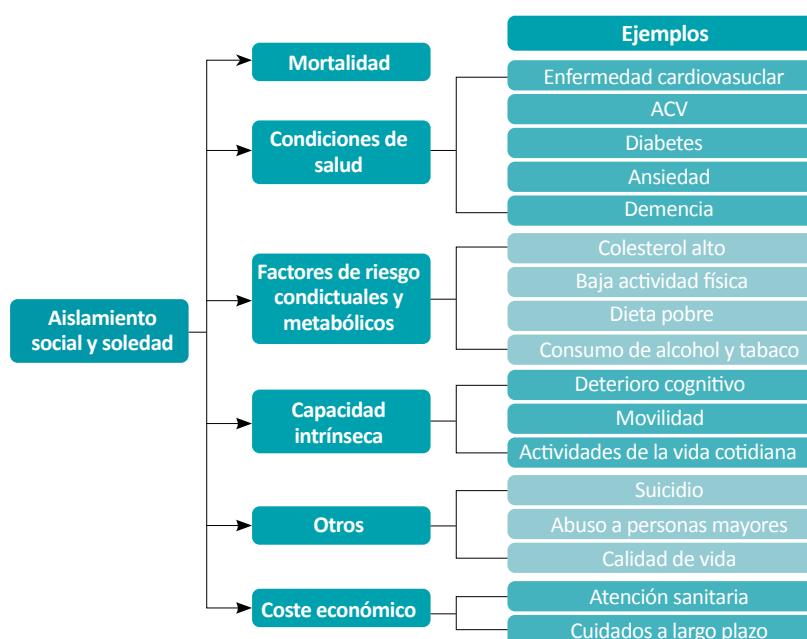 Ejemplos
Mortalidad
Enfermedad cardiovasuclar
ACV
Condiciones de
salud
Diabetes
Ansiedad
Demencia
Factores de riesgo
condictuales y
metabólicos
Colesterol alto
Baja actividad física
Dieta pobre
Consumo de alcohol y tabaco
Aislamiento
social y soledad
Capacidad
intrínseca
Deterioro cognitivo
Movilidad
Actividades de la vida cotidiana
Otros
Suicidio
Abuso a personas mayores
Calidad de vida
Coste económico
Atención sanitaria
Cuidados a largo plazo